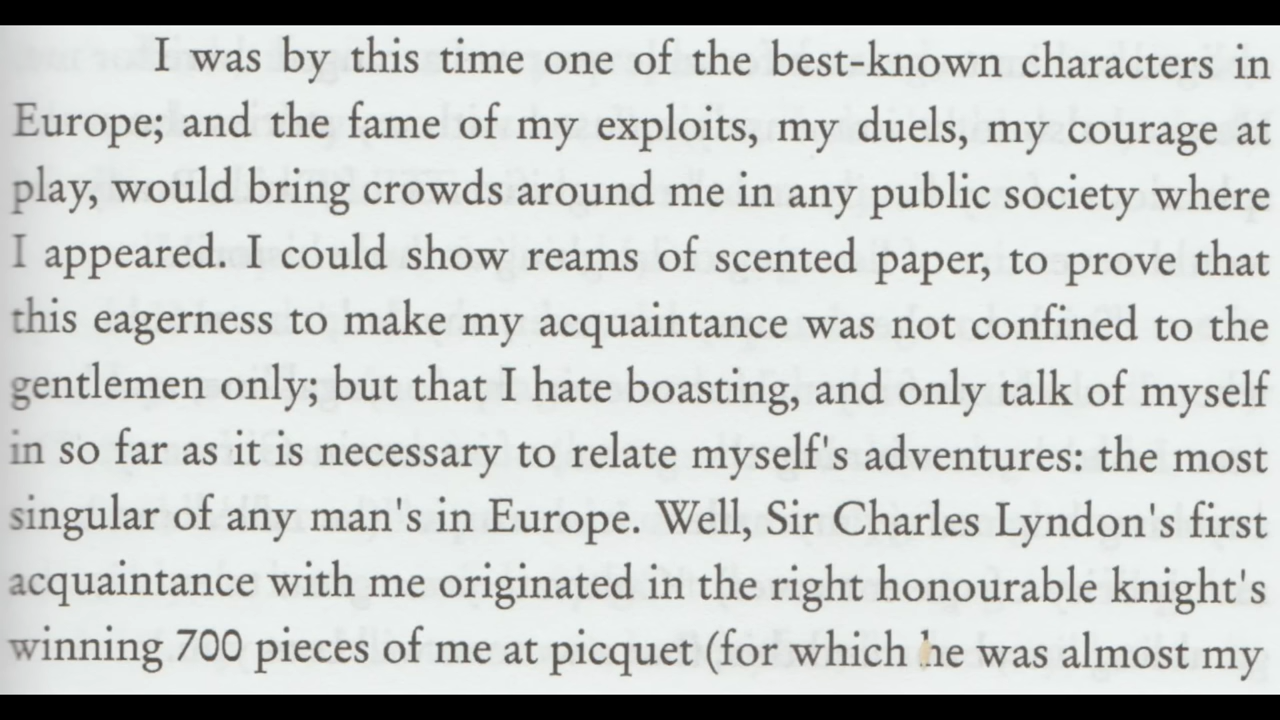 I was by this time one of the best-known characters in
Europe; and the fame of my exploits, my duels, my courage at
play, would bring crowds around me in any public society where
I appeared. I could show reams of scented paper, to prove that
this eagerness to make my acquaintance was not confined to the
gentlemen only; but that I hate boasting, and only talk of myself
in so far as it is necessary to relate myself's adventures: the most
singular of any man's in Europe. Well, Sir Charles Lyndon's first
acquaintance with me originated in the right honourable knight's
winning 700 pieces of me at picquet (for which he was almost my